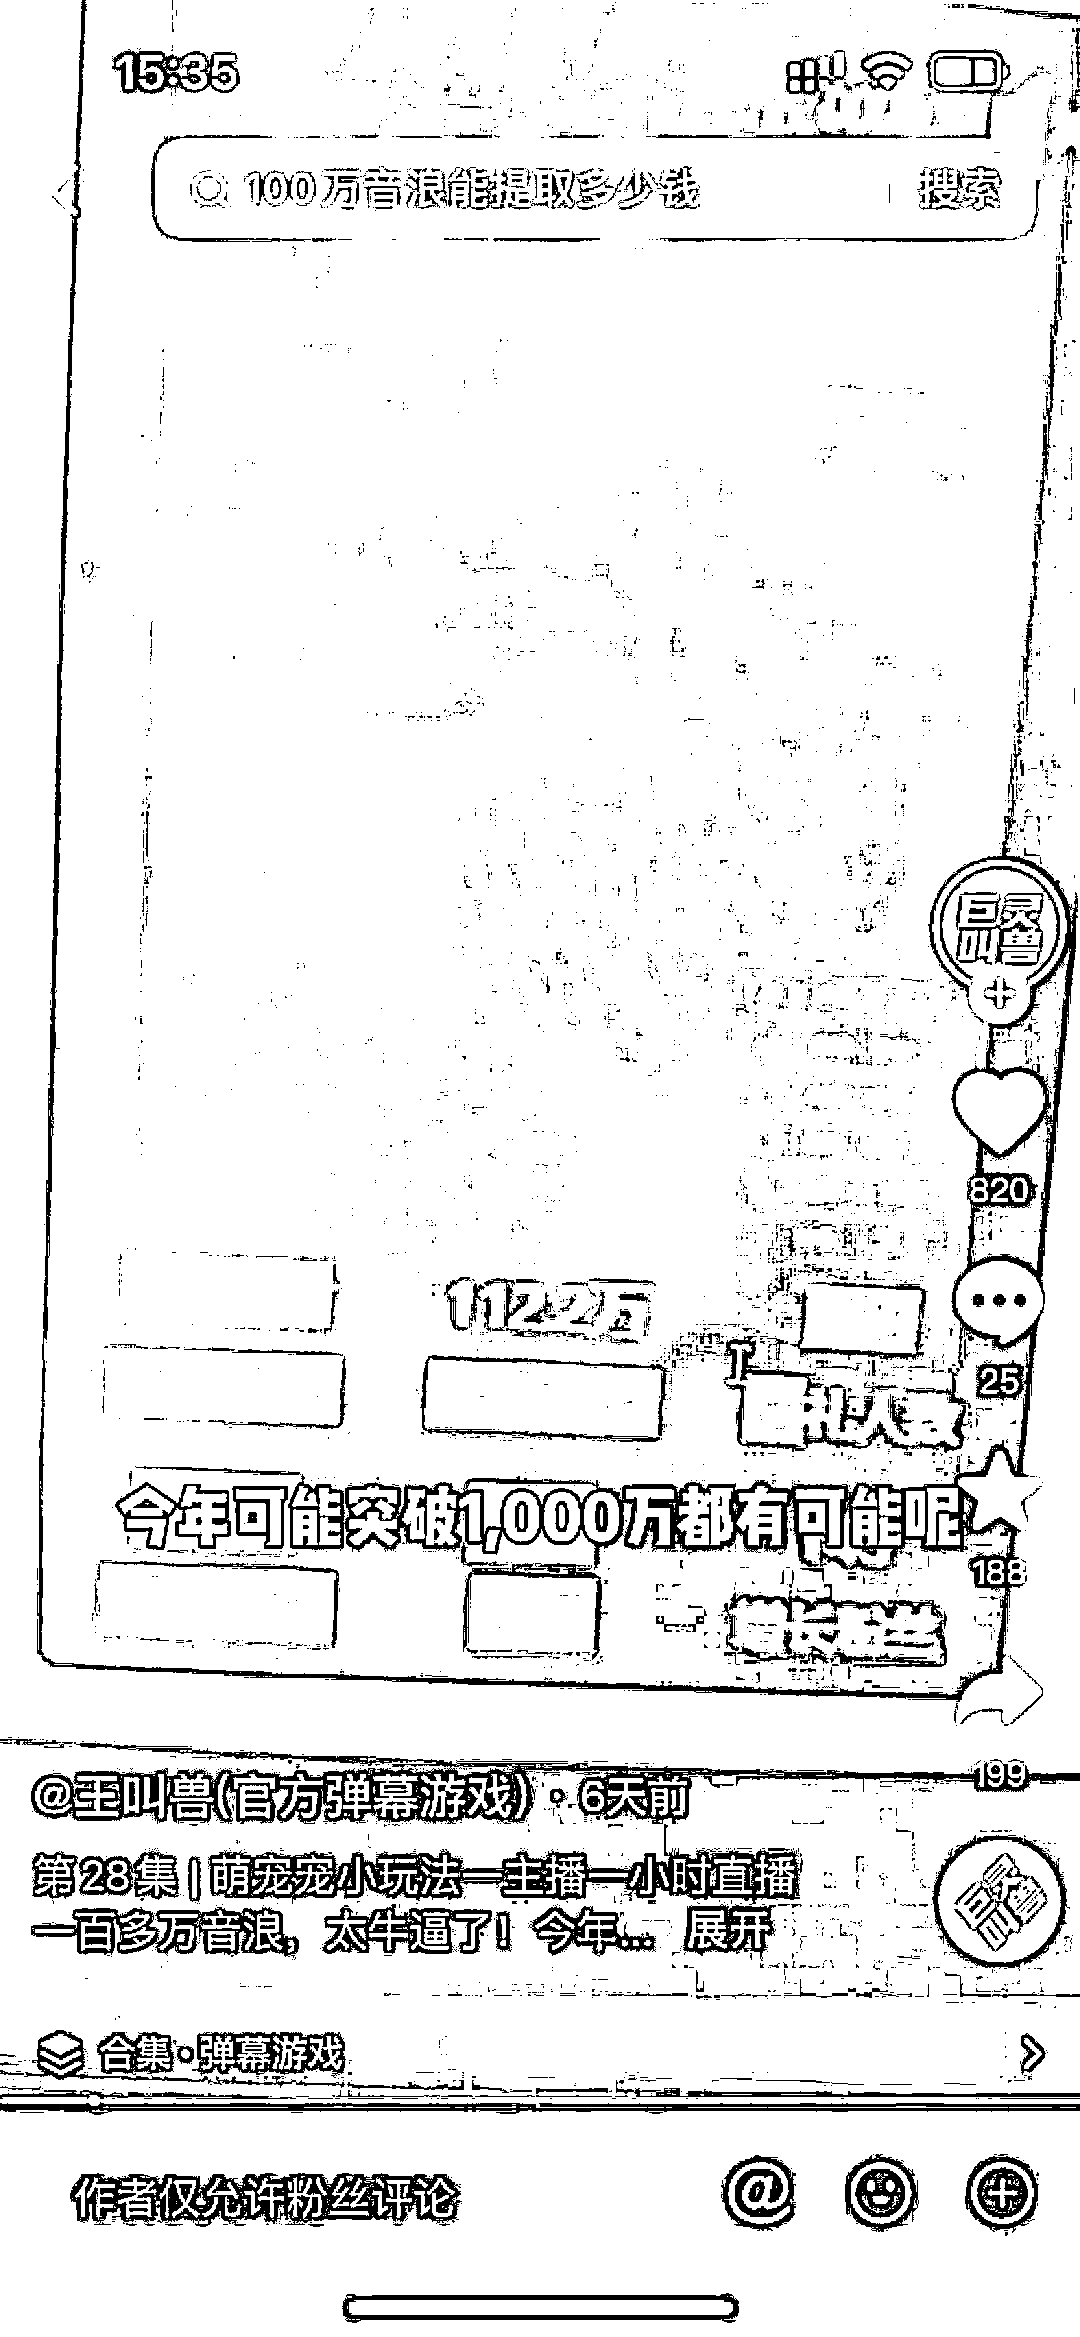 15:35
100万音浪能提取多少钱
搜索
巨灵
叫兽
820
112.2万
25
今年可能突破1,000万都有可能呢
188
199
@王叫兽(官方弹幕游戏) · 6天前
第28集 | 萌宠宠小玩法一主播一小时直播
一百多万音浪，太牛逼了！今年... 展开
合集·弹幕游戏
作者仅允许粉丝评论